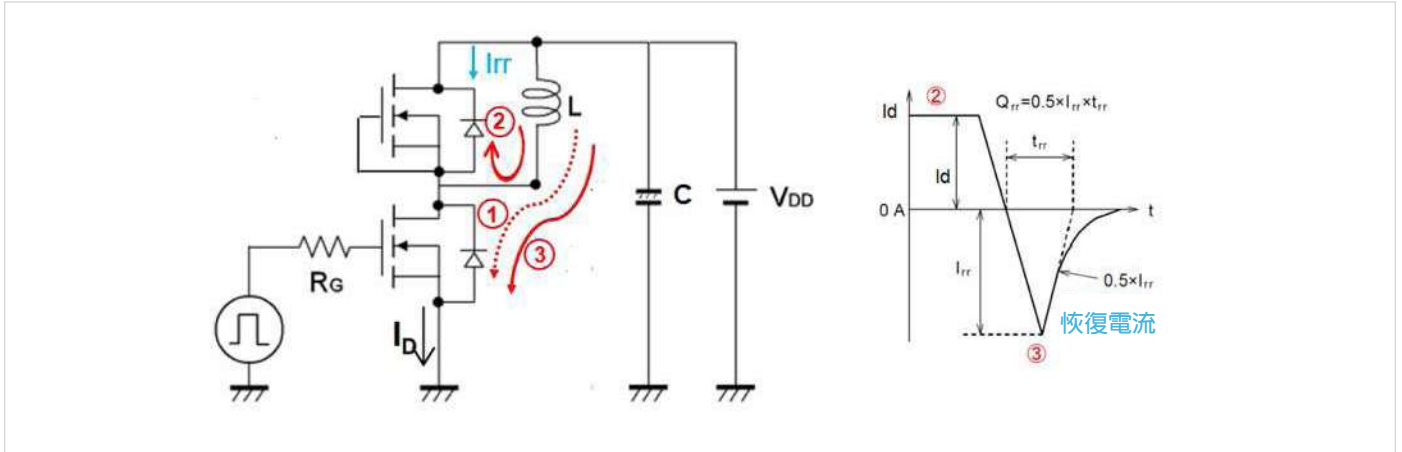 Irr
②
L
①
③
RG
ID
C
VDD
②
Qrr=0.5×Irr×trr
Id
trr
Id
0 A
t
Irr
0.5×Irr
恢復電流
③